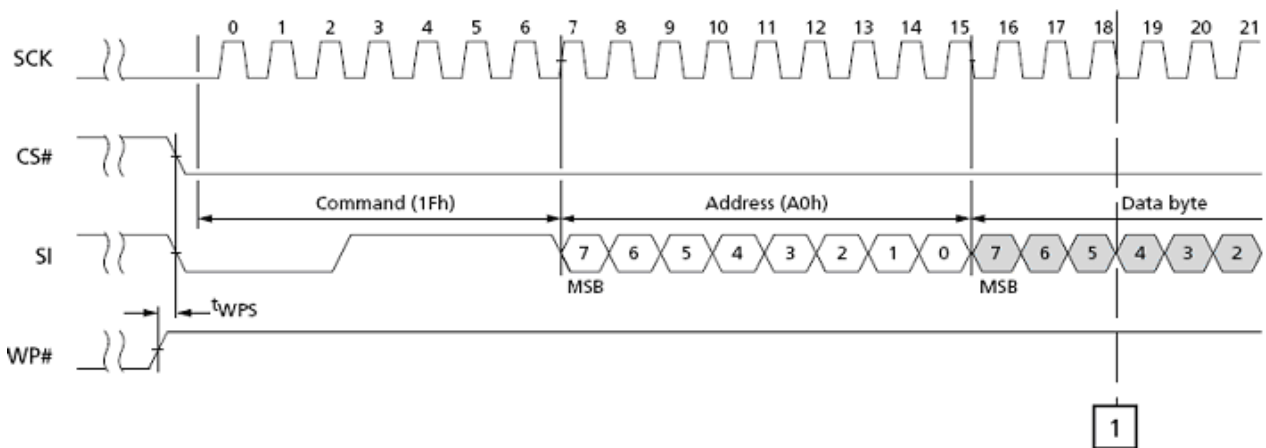 0 1 2 3 4 5 6 7 8 9 10 11 12 13 14 15 16 17 18 19 20 21
SCK
CS#
Command (1Fh) Address (A0h) Data byte
SI 7 6 5 4 3 2 1 0 7 6 5 4 3 2
MSB MSB
tWPS
WP#
1